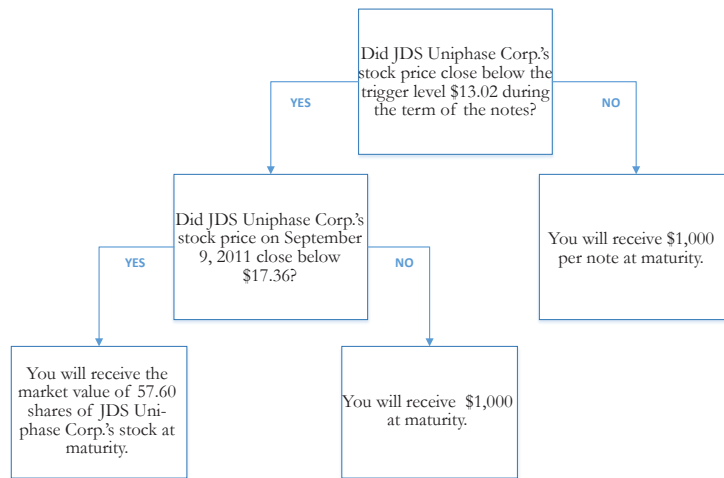 Did JDS Uniphase Corp.'s
stock price close below the
trigger level $13.02 during
the term of the notes?
YES
NO
Did JDS Uniphase Corp.'s
stock price on September
9, 2011 close below
$17.36?
You will receive $1,000
per note at maturity.
YES
NO
You will receive the
market value of 57.60
shares of JDS Uni-
phase Corp.'s stock at
maturity.
You will receive $1,000
at maturity.